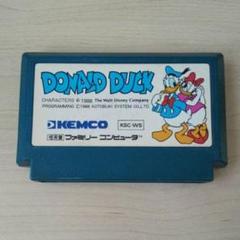 DONALD DUCK
CHARACTERS © 1988 The Walt Disney Company
PROGRAM © 1988 KOTOBUKI SYSTEM CO.,LTD.
KEMCO
KSC-WS
ファミリー コンピュータ